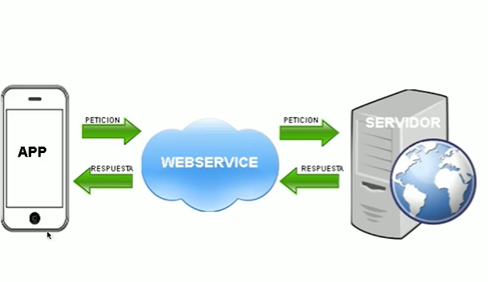 PETICION
PETICION
SERVIDOR
APP
WEBSERVICE
RESPUESTA
RESPUESTA